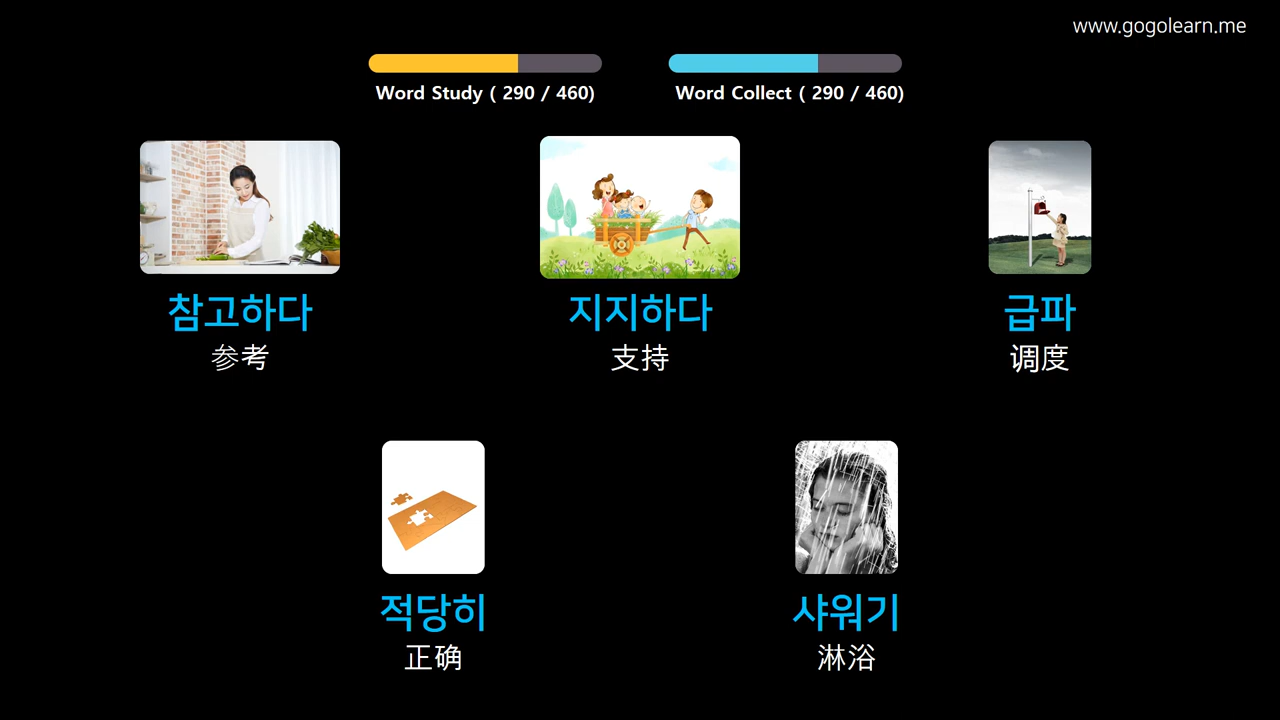 www.gogolearn.me
Word Study ( 290 / 460)
Word Collect ( 290 / 460)
참고하다
参考
지지하다
支持
급파
调度
적당히
正确
샤워기
淋浴